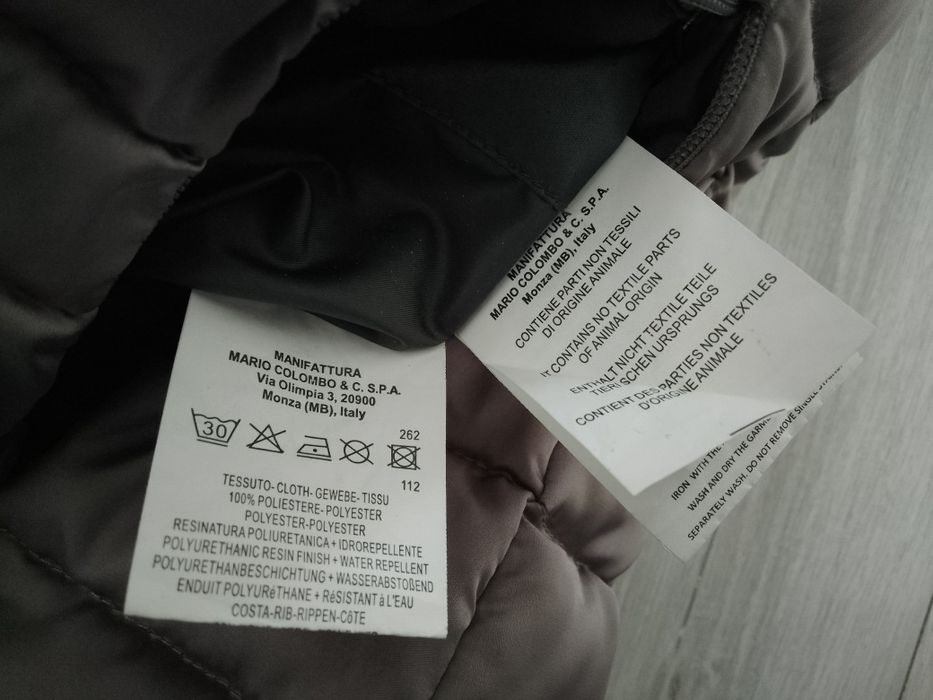 MANIFATTURA
MARIO COLOMBO & C. S.P.A.
Via Olimpia 3, 20900
Monza (MB), Italy
30
262
112
TESSUTO- CLOTH- GEWEBE- TISSU
100% POLIESTERE- POLYESTER
POLYESTER-POLYESTER
RESINATURA POLIURETANICA + IDROREPELLENTE
POLYURETHANIC RESIN FINISH + WATER REPELLENT
POLYURETHANBESCHICHTUNG + WASSERABSTOßEND
ENDUIT POLYURéTHANE + RéSISTANT à L'EAU
COSTA-RIB-RIPPEN-CôTE
MANIFATTURA
MARIO COLOMBO & C. S.P.A.
Monza (MB), Italy
CONTIENE PARTI NON TESSILI
DI ORIGINE ANIMALE
IT CONTAINS NO TEXTILE PARTS
OF ANIMAL ORIGIN
ENTHALT NICHT TEXTILE TEILE
TIERISCHEN URSPRUNGS
CONTIENT DES PARTIES NON TEXTILES
D'ORIGINE ANIMALE
IRON WITH THE
WASH AND DRY THE
SEPARATELY WASH. DO NOT REMOVE SINGLE